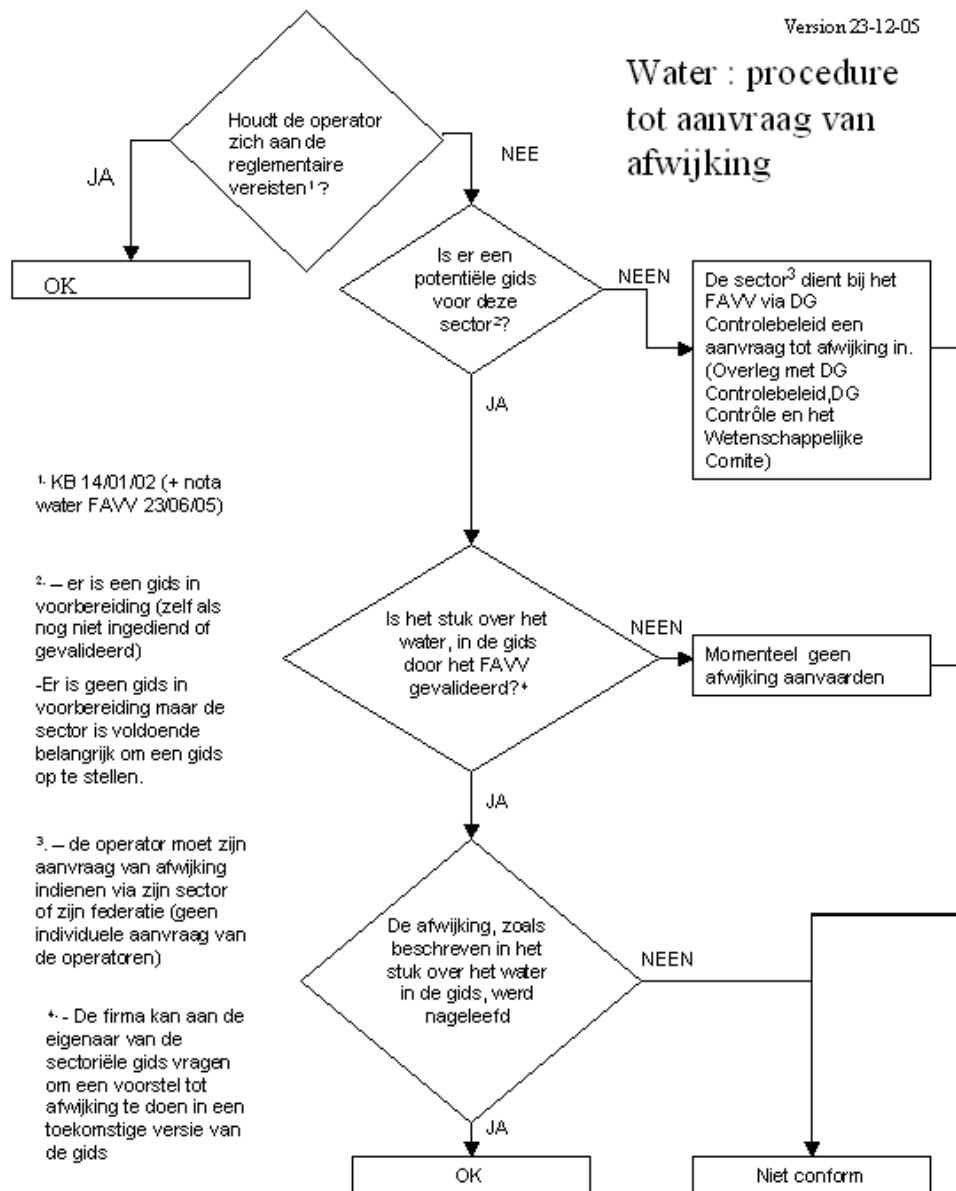 Version 23-12-05
Water : procedure
tot aanvraag van
afwijking
Houdt de operator
zich aan de
reglementaire
vereisten¹ ?
JA
NEE
OK
Is er een
potentiële gids
voor deze
sector²?
NEEN
JA
De sector³ dient bij het
FAVV via DG
Controlebeleid een
aanvraag tot afwijking in.
(Overleg met DG
Controlebeleid,DG
Contrôle en het
Wetenschappelijke
Comite)
¹. KB 14/01/02 (+ nota
water FAVV 23/06/05)
². – er is een gids in
voorbereiding (zelf als
nog niet ingediend of
gevalideerd)
-Er is geen gids in
voorbereiding maar de
sector is voldoende
belangrijk om een gids
op te stellen.
Is het stuk over het
water, in de gids
door het FAVV
gevalideerd?⁴
NEEN
JA
Momenteel geen
afwijking aanvaarden
³. – de operator moet zijn
aanvraag van afwijking
indienen via zijn sector
of zijn federatie (geen
individuele aanvraag van
de operatoren)
De afwijking, zoals
beschreven in het
stuk over het water
in de gids, werd
nageleefd
NEEN
JA
⁴. - De firma kan aan de
eigenaar van de
sectoriële gids vragen
om een voorstel tot
afwijking te doen in een
toekomstige versie van
de gids
OK
Niet conform